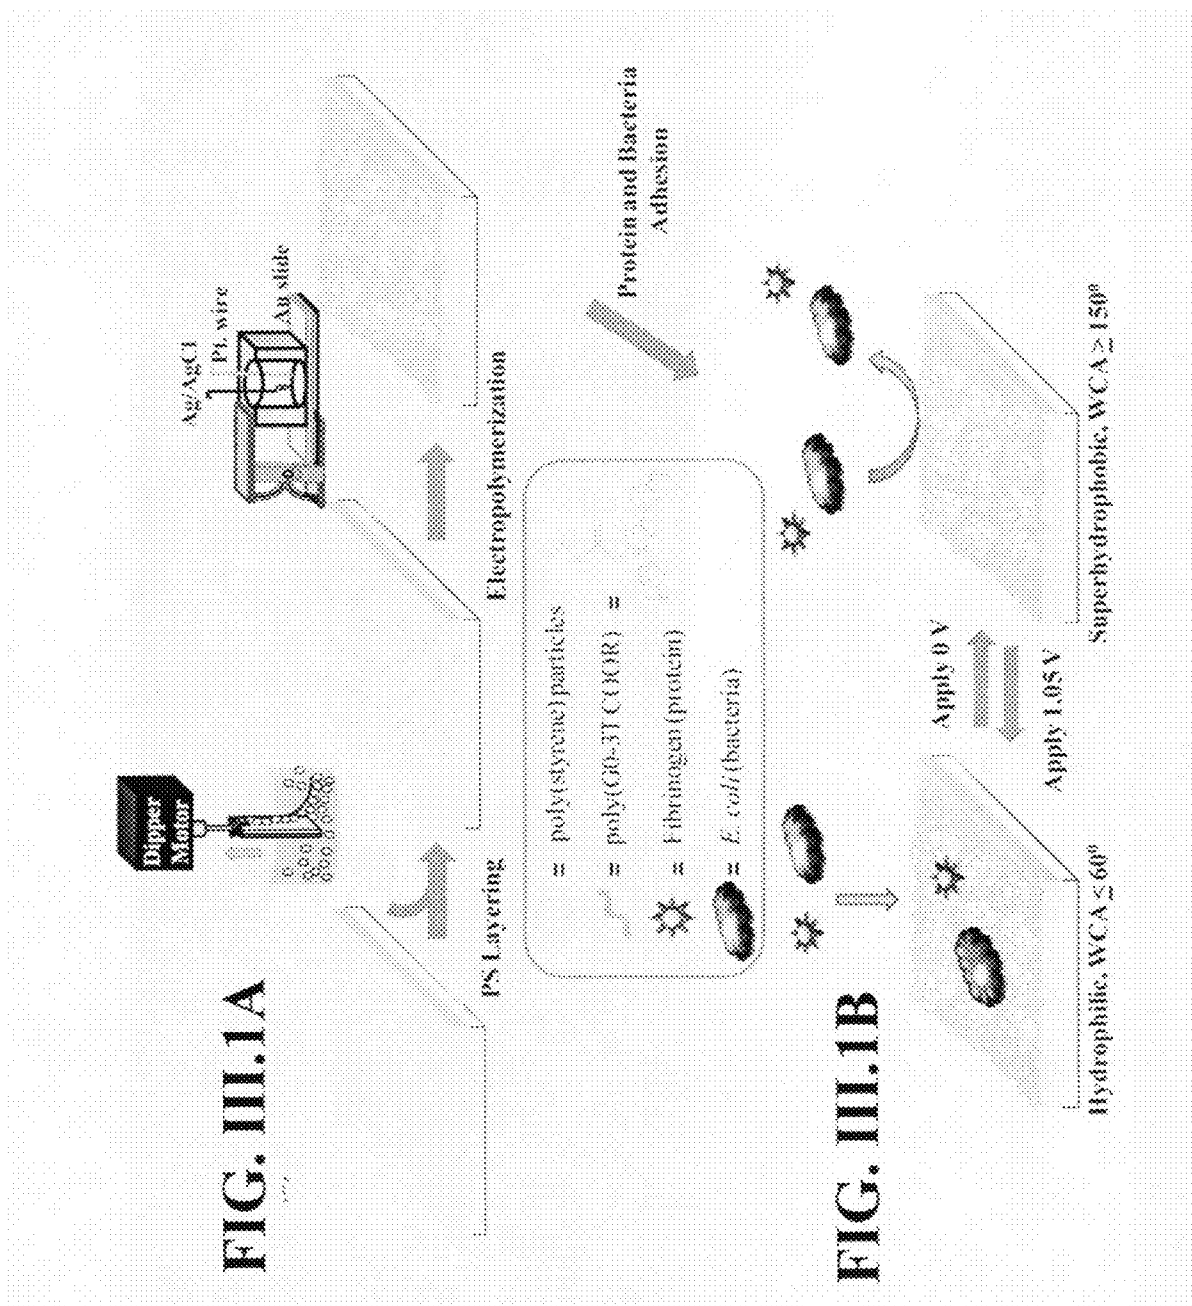 FIG. III.1A
Dipper
Motor
Ag/AgCl
Pt. wire
Au slide
PS Layering
Electropolymerization
= poly(styrene) particles
= poly(G0-3T COOR) =
= Fibrinogen (protein)
= E. coli (bacteria)
Protein and Bacteria
Adhesion
FIG. III.1B
Apply 0 V
Apply 1.05 V
Hydrophilic, WCA ≤ 60°
Superhydrophobic, WCA ≥ 150°